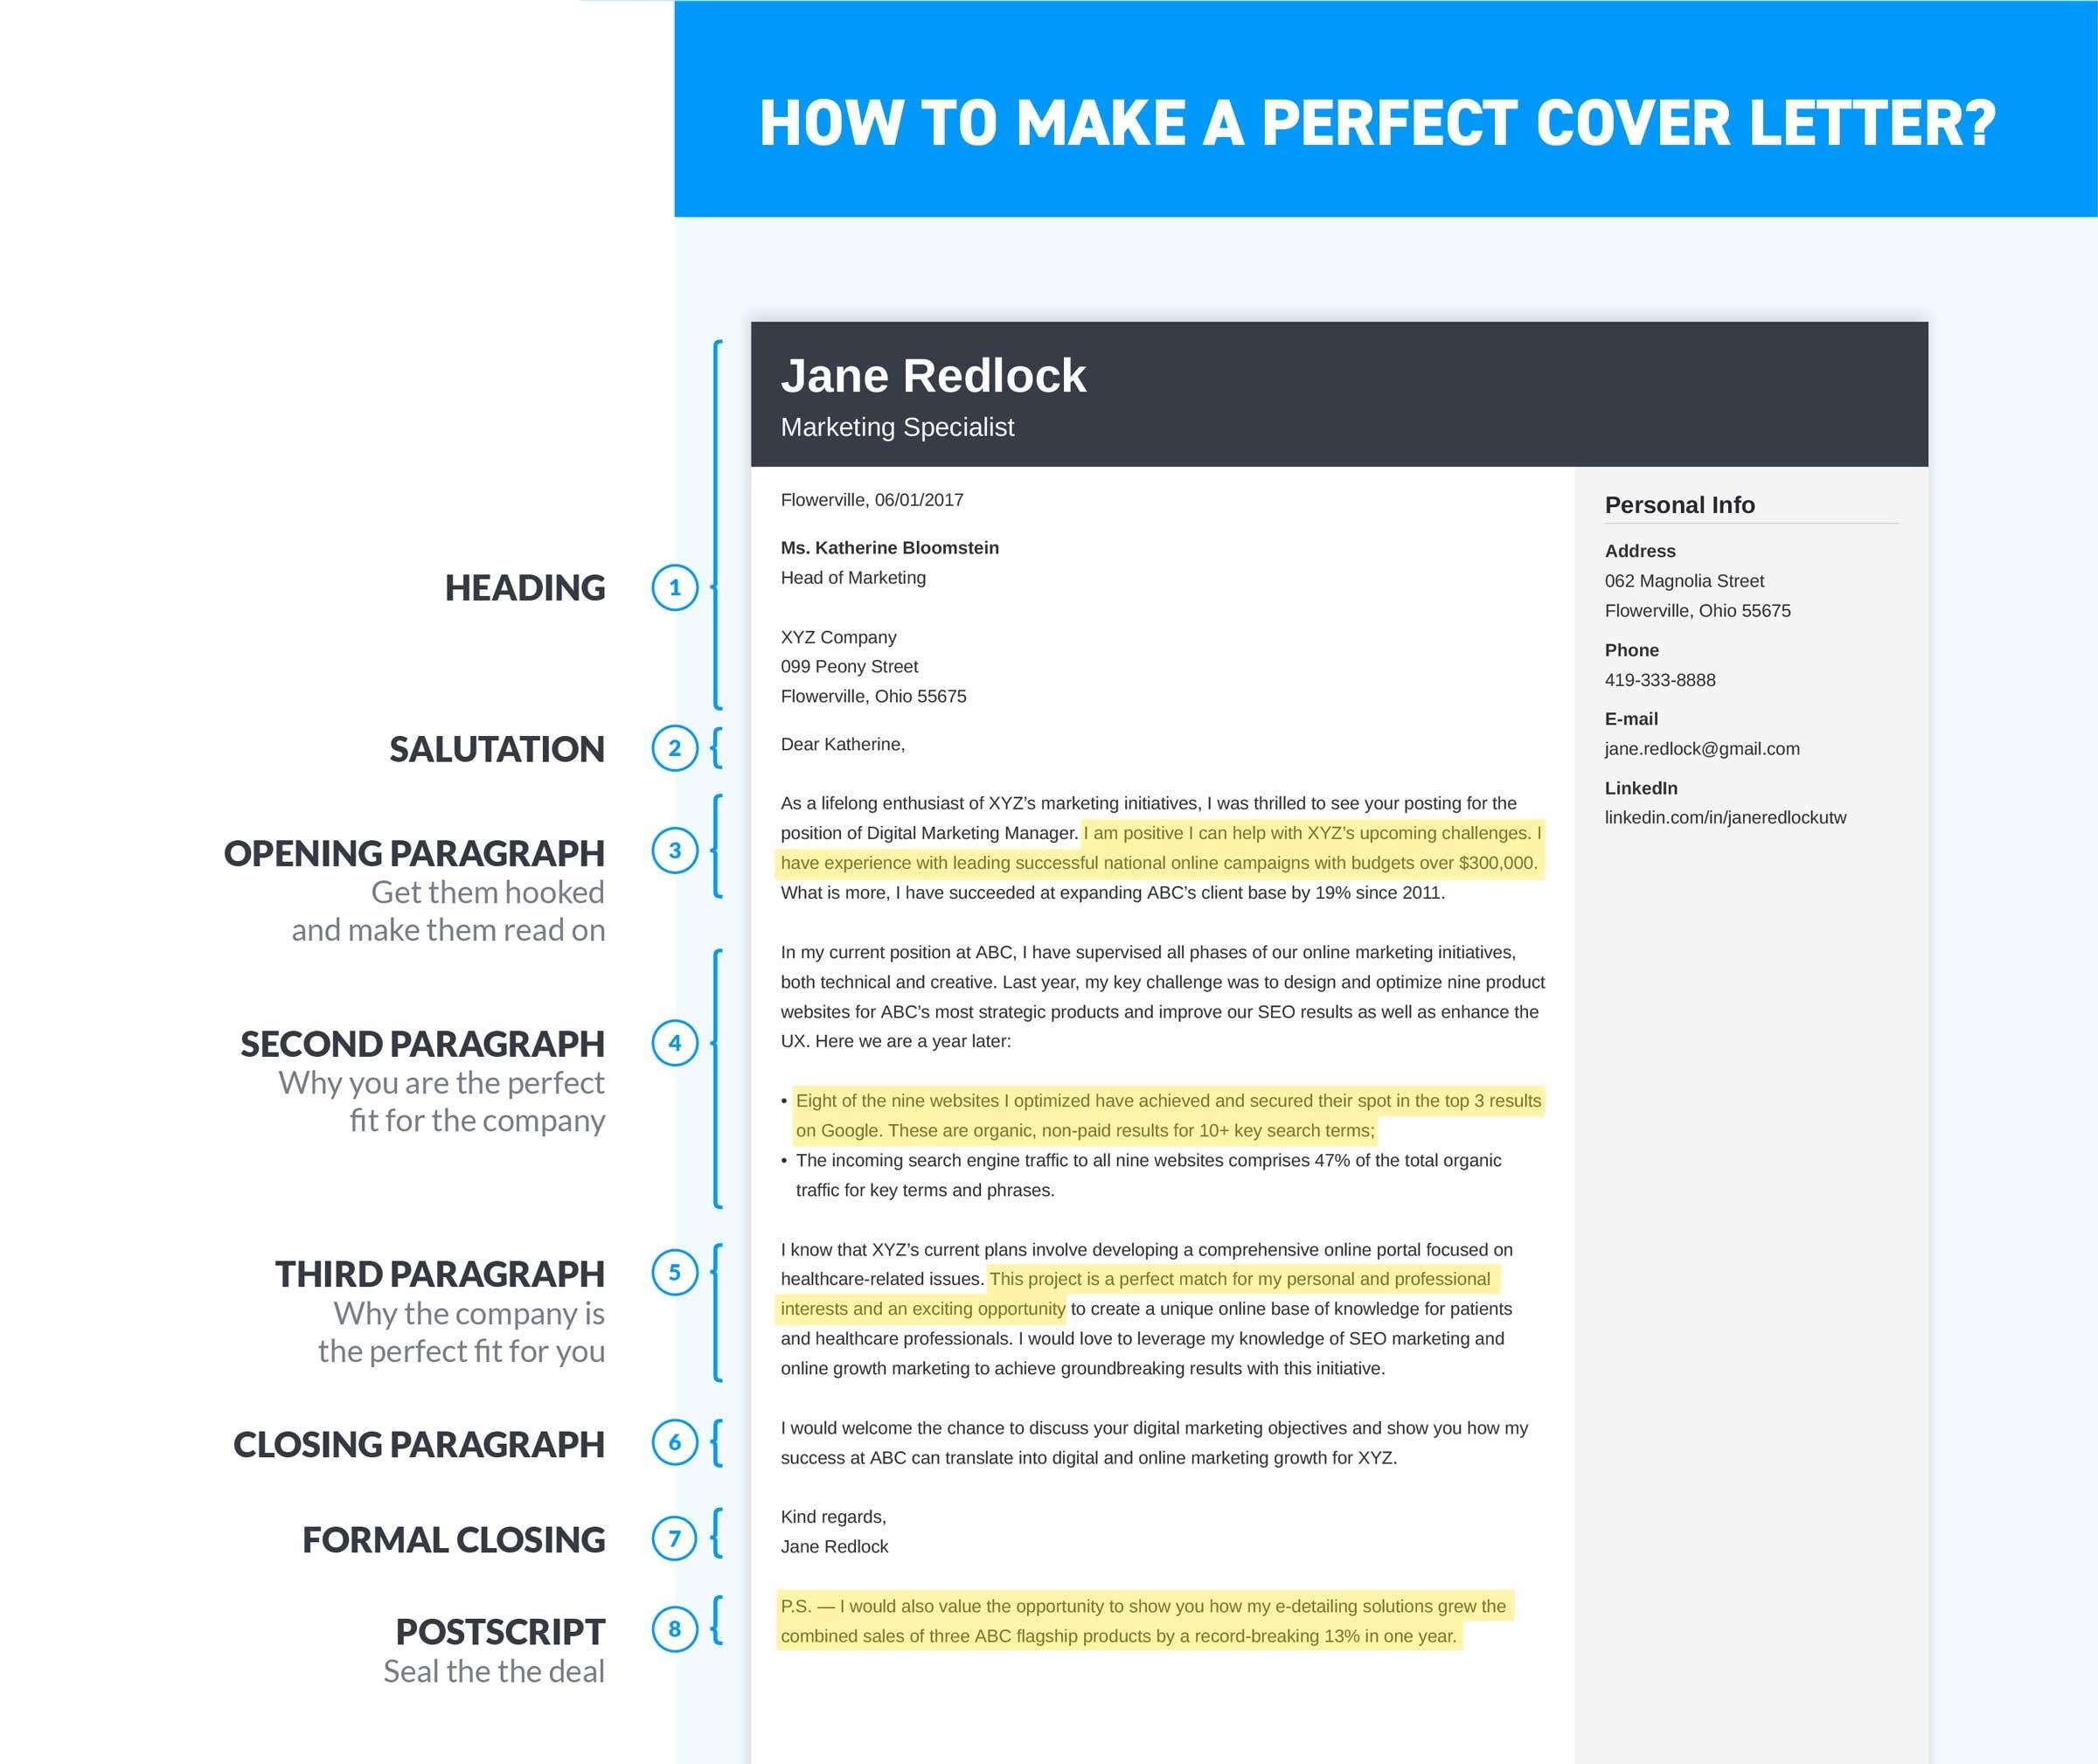 HOW TO MAKE A PERFECT COVER LETTER?
Jane Redlock
Marketing Specialist
HEADING
1
Flowerville, 06/01/2017
Ms. Katherine Bloomstein
Head of Marketing
XYZ Company
099 Peony Street
Flowerville, Ohio 55675
Personal Info
Address
062 Magnolia Street
Flowerville, Ohio 55675
Phone
419-333-8888
E-mail
jane.redlock@gmail.com
LinkedIn
linkedin.com/in/janeredlockutw
SALUTATION
2
Dear Katherine,
OPENING PARAGRAPH
Get them hooked
and make them read on
3
As a lifelong enthusiast of XYZ’s marketing initiatives, I was thrilled to see your posting for the
position of Digital Marketing Manager. I am positive I can help with XYZ’s upcoming challenges. I
have experience with leading successful national online campaigns with budgets over $300,000.
What is more, I have succeeded at expanding ABC’s client base by 19% since 2011.
SECOND PARAGRAPH
Why you are the perfect
fit for the company
4
In my current position at ABC, I have supervised all phases of our online marketing initiatives,
both technical and creative. Last year, my key challenge was to design and optimize nine product
websites for ABC’s most strategic products and improve our SEO results as well as enhance the
UX. Here we are a year later:
• Eight of the nine websites I optimized have achieved and secured their spot in the top 3 results
on Google. These are organic, non-paid results for 10+ key search terms;
• The incoming search engine traffic to all nine websites comprises 47% of the total organic
traffic for key terms and phrases.
THIRD PARAGRAPH
Why the company is
the perfect fit for you
5
I know that XYZ’s current plans involve developing a comprehensive online portal focused on
healthcare-related issues. This project is a perfect match for my personal and professional
interests and an exciting opportunity to create a unique online base of knowledge for patients
and healthcare professionals. I would love to leverage my knowledge of SEO marketing and
online growth marketing to achieve groundbreaking results with this initiative.
CLOSING PARAGRAPH
6
I would welcome the chance to discuss your digital marketing objectives and show you how my
success at ABC can translate into digital and online marketing growth for XYZ.
FORMAL CLOSING
7
Kind regards,
Jane Redlock
POSTSCRIPT
Seal the the deal
8
P.S. — I would also value the opportunity to show you how my e-detailing solutions grew the
combined sales of three ABC flagship products by a record-breaking 13% in one year.